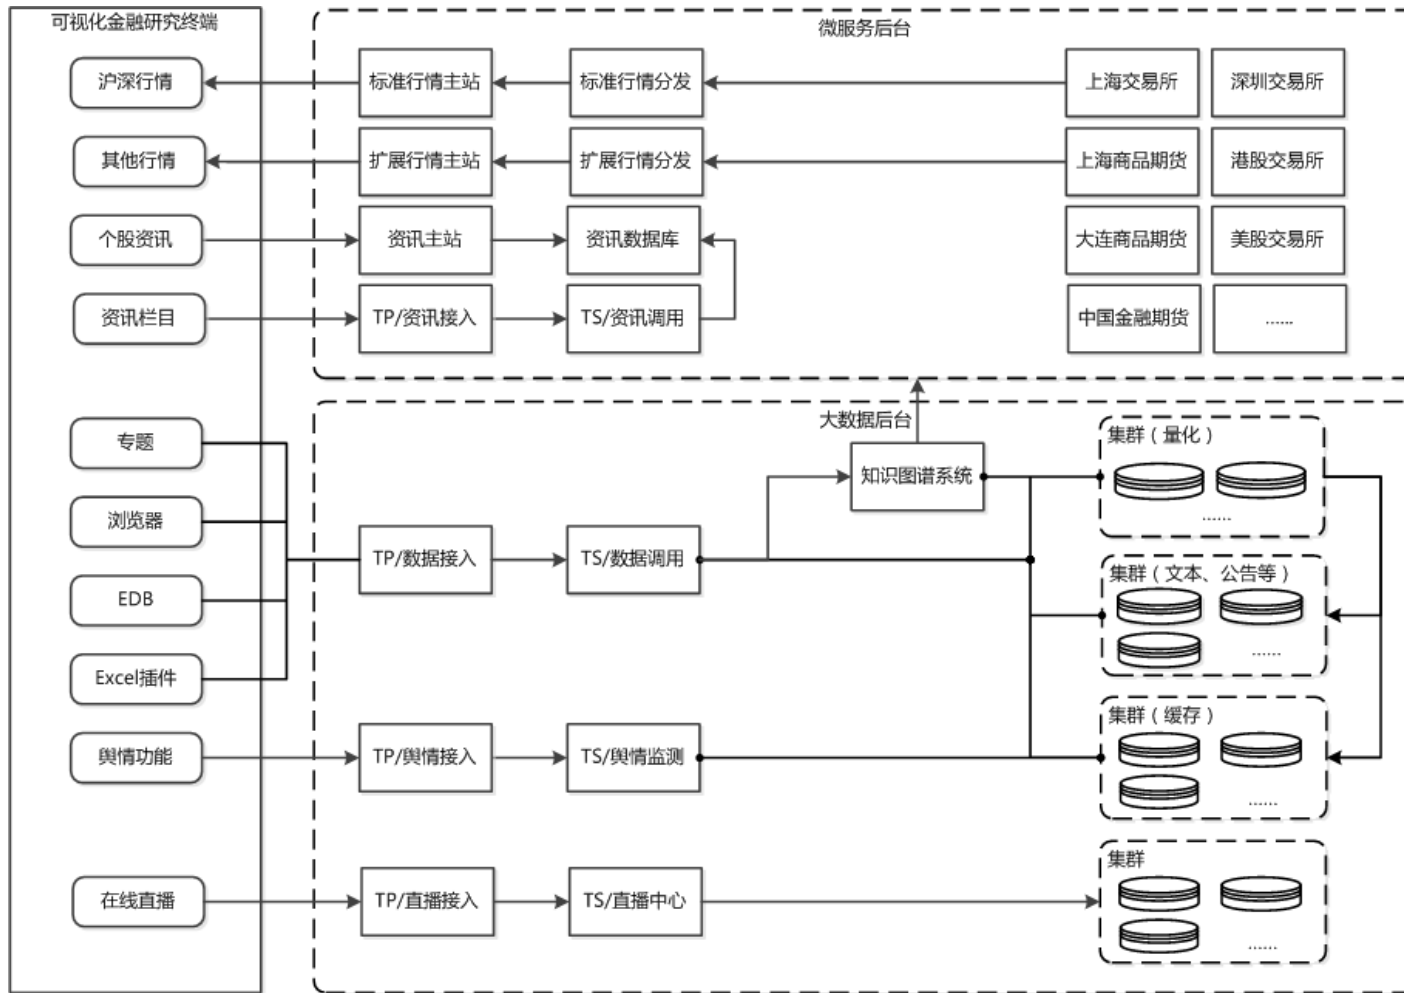 可视化金融研究终端
微服务后台
沪深行情
标准行情主站
标准行情分发
上海交易所
深圳交易所
其他行情
扩展行情主站
扩展行情分发
上海商品期货
港股交易所
个股资讯
资讯主站
资讯数据库
大连商品期货
美股交易所
资讯栏目
TP/资讯接入
TS/资讯调用
中国金融期货
......
大数据后台
专题
知识图谱系统
集群（量化）
......
浏览器
TP/数据接入
TS/数据调用
集群（文本、公告等）
......
EDB
Excel插件
集群（缓存）
......
舆情功能
TP/舆情接入
TS/舆情监测
集群
......
在线直播
TP/直播接入
TS/直播中心